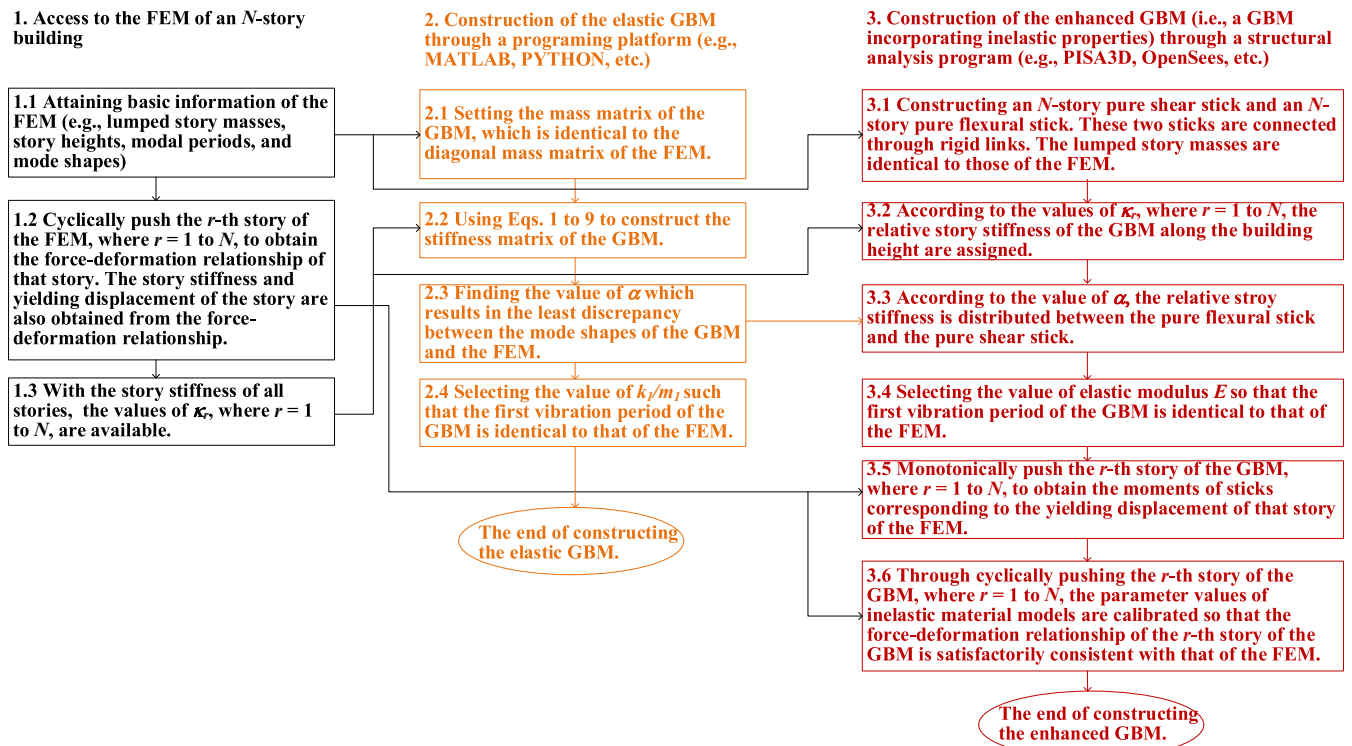 1. Access to the FEM of an N-story
building
1.1 Attaining basic information of the
FEM (e.g., lumped story masses,
story heights, modal periods, and
mode shapes)
1.2 Cyclically push the r-th story of
the FEM, where r = 1 to N, to obtain
the force-deformation relationship of
that story. The story stiffness and
yielding displacement of the story are
also obtained from the force-
deformation relationship.
1.3 With the story stiffness of all
stories, the values of κr, where r = 1
to N, are available.
2. Construction of the elastic GBM
through a programing platform (e.g.,
MATLAB, PYTHON, etc.)
2.1 Setting the mass matrix of the
GBM, which is identical to the
diagonal mass matrix of the FEM.
2.2 Using Eqs. 1 to 9 to construct the
stiffness matrix of the GBM.
2.3 Finding the value of α which
results in the least discrepancy
between the mode shapes of the GBM
and the FEM.
2.4 Selecting the value of k1/m1 such
that the first vibration period of the
GBM is identical to that of the FEM.
The end of constructing
the elastic GBM.
3. Construction of the enhanced GBM (i.e., a GBM
incorporating inelastic properties) through a structural
analysis program (e.g., PISA3D, OpenSees, etc.)
3.1 Constructing an N-story pure shear stick and an N-
story pure flexural stick. These two sticks are connected
through rigid links. The lumped story masses are
identical to those of the FEM.
3.2 According to the values of κr, where r = 1 to N, the
relative story stiffness of the GBM along the building
height are assigned.
3.3 According to the value of α, the relative stroy
stiffness is distributed between the pure flexural stick
and the pure shear stick.
3.4 Selecting the value of elastic modulus E so that the
first vibration period of the GBM is identical to that of
the FEM.
3.5 Monotonically push the r-th story of the GBM,
where r = 1 to N, to obtain the moments of sticks
corresponding to the yielding displacement of that story
of the FEM.
3.6 Through cyclically pushing the r-th story of the
GBM, where r = 1 to N, the parameter values of
inelastic material models are calibrated so that the
force-deformation relationship of the r-th story of the
GBM is satisfactorily consistent with that of the FEM.
The end of constructing
the enhanced GBM.